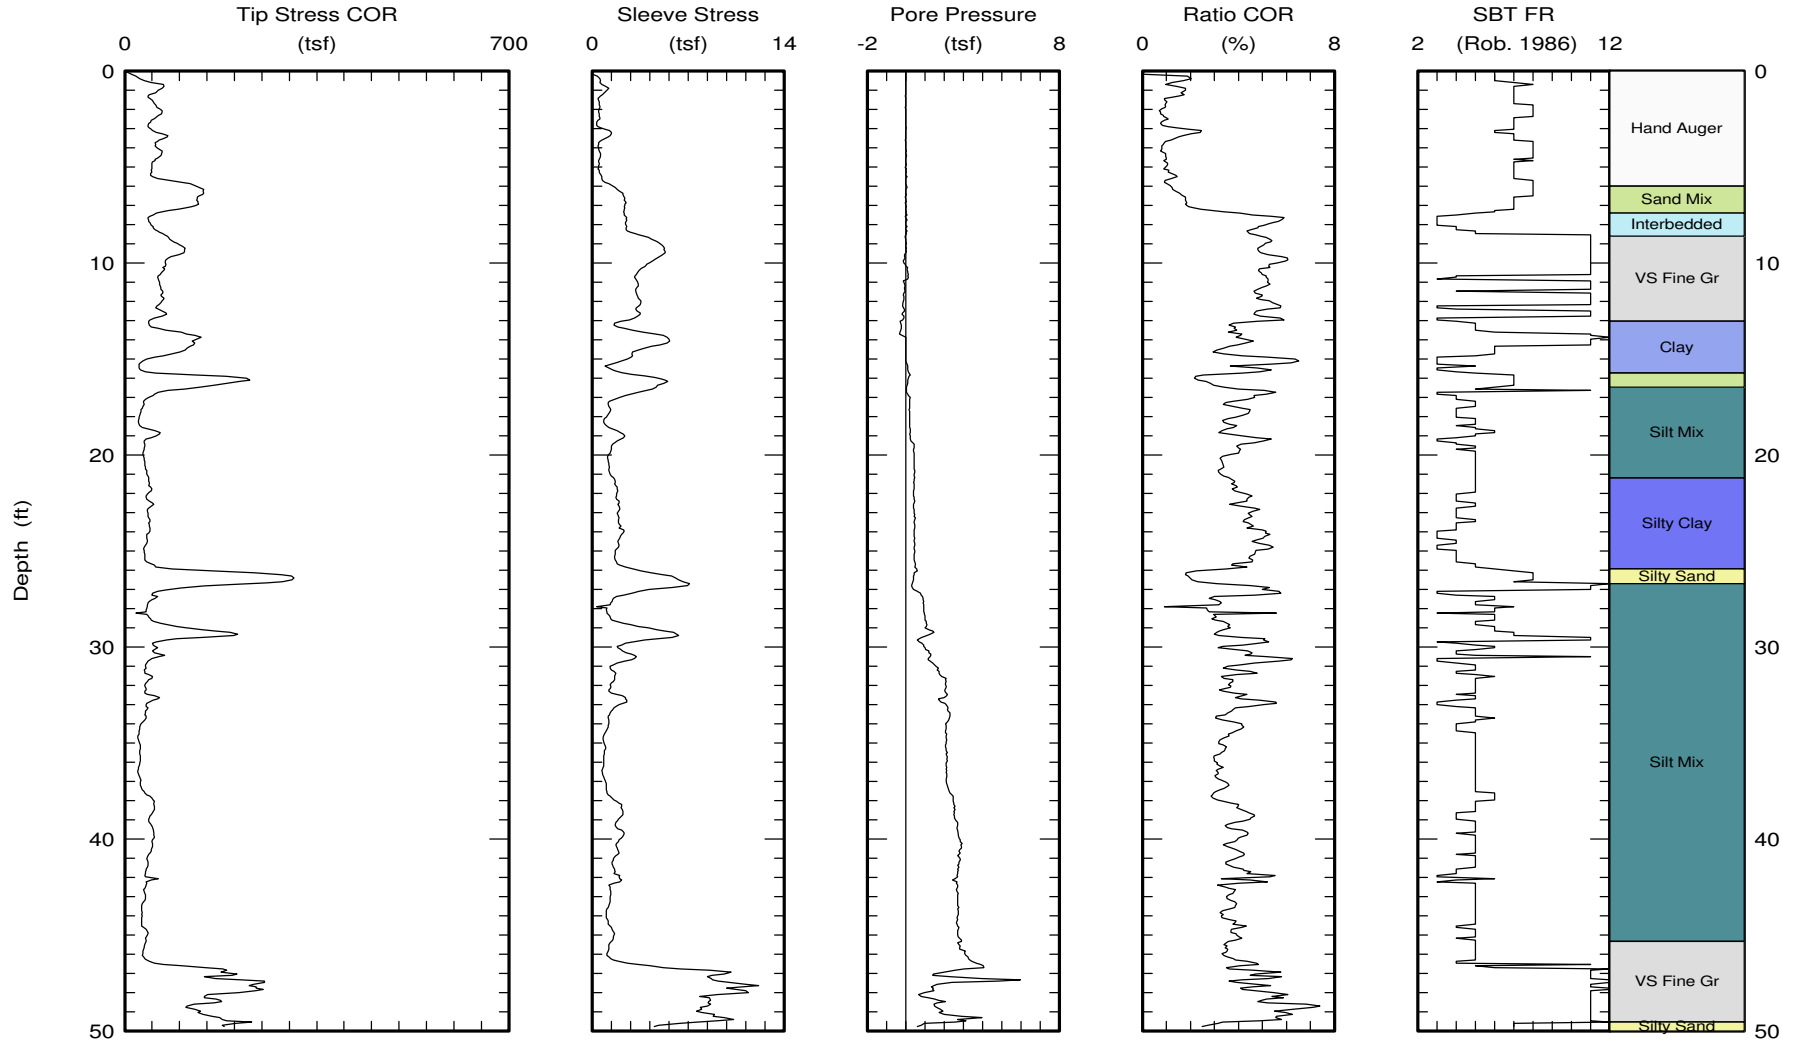 Tip Stress COR Sleeve Stress Pore Pressure Ratio COR SBT FR
0 (tsf) 700 0 (tsf) 14 -2 (tsf) 8 0 (%) 8 2 (Rob. 1986) 12
0 0
Hand Auger
Sand Mix
Interbedded
10 10
VS Fine Gr
Clay
Silt Mix
20 20
Silty Clay
Depth (ft)
Silty Sand
30 30
Silt Mix
40 40
VS Fine Gr
Silty Sand
50 50